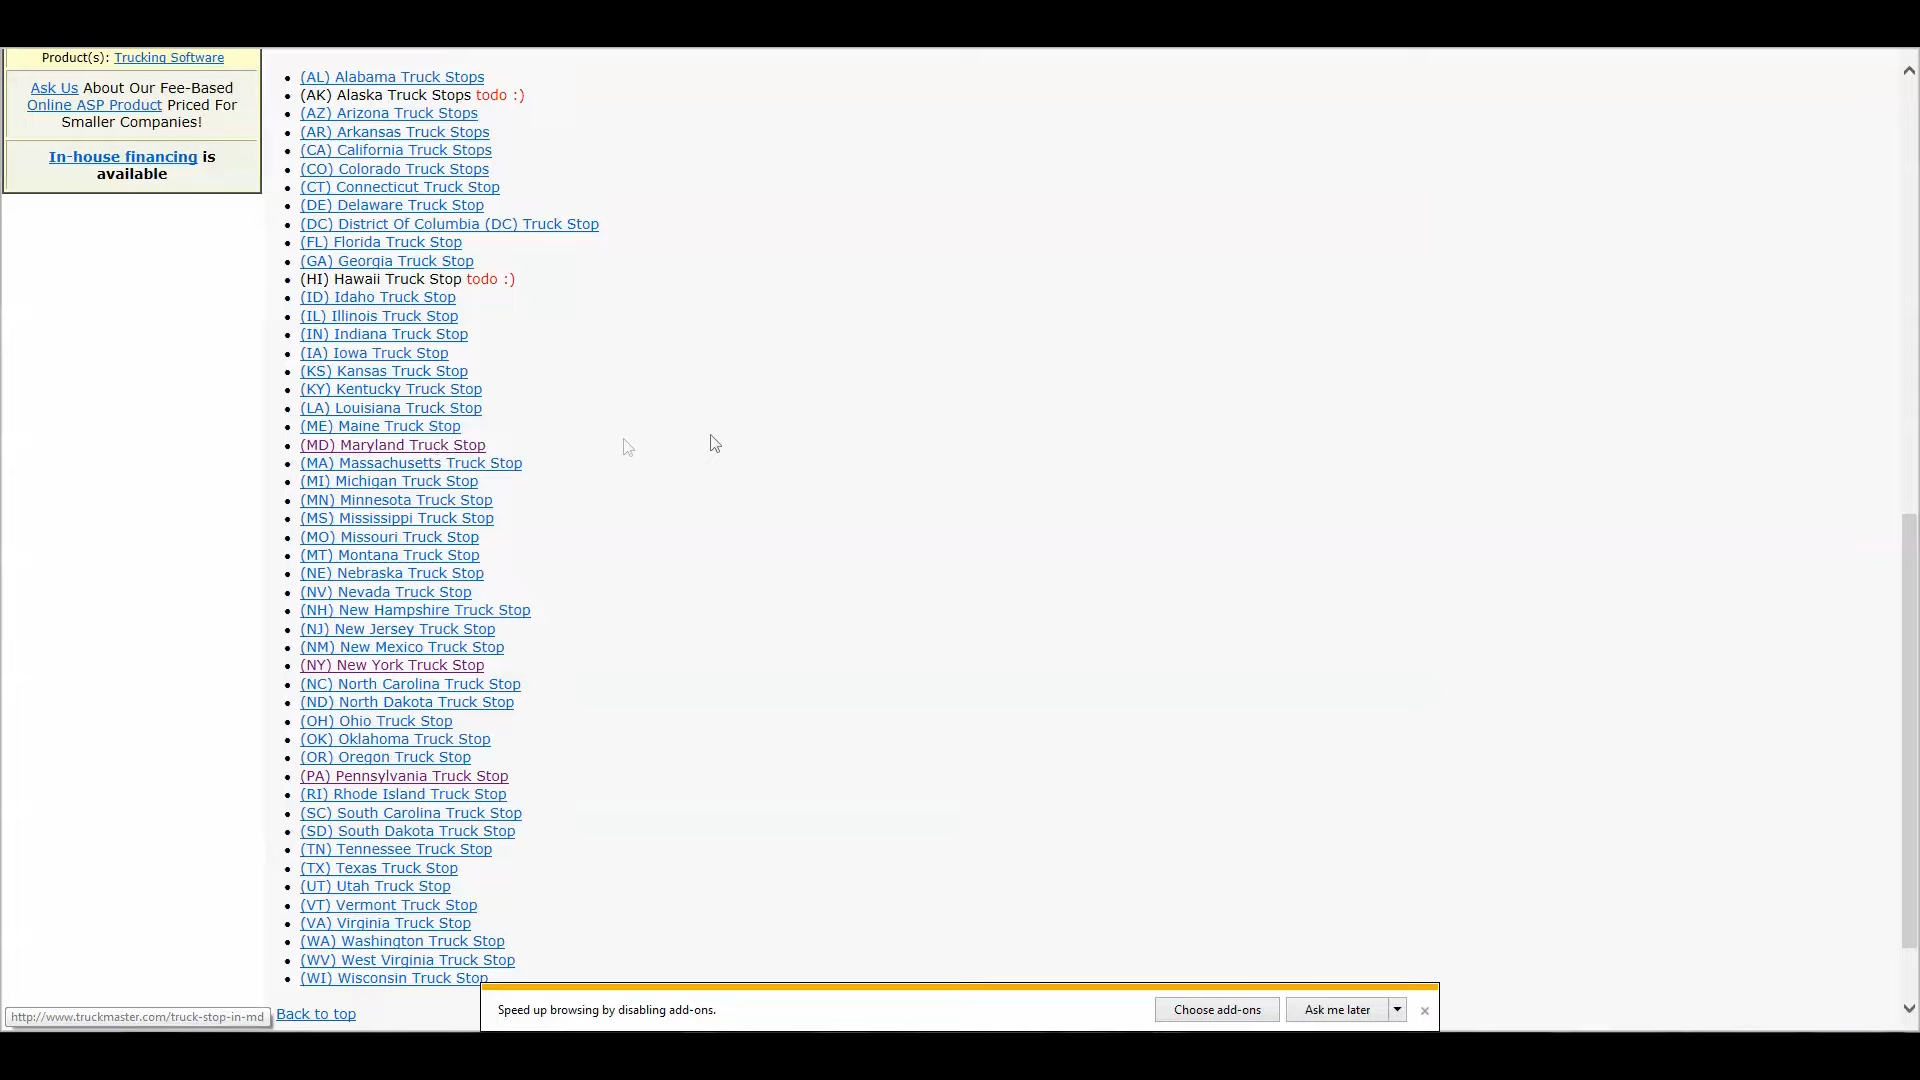 Product(s): Trucking Software
Ask Us About Our Fee-Based
Online ASP Product Priced For
Smaller Companies!
In-house financing is
available
(AL) Alabama Truck Stops
(AK) Alaska Truck Stops todo :)
(AZ) Arizona Truck Stops
(AR) Arkansas Truck Stops
(CA) California Truck Stops
(CO) Colorado Truck Stops
(CT) Connecticut Truck Stop
(DE) Delaware Truck Stop
(DC) District Of Columbia (DC) Truck Stop
(FL) Florida Truck Stop
(GA) Georgia Truck Stop
(HI) Hawaii Truck Stop todo :)
(ID) Idaho Truck Stop
(IL) Illinois Truck Stop
(IN) Indiana Truck Stop
(IA) Iowa Truck Stop
(KS) Kansas Truck Stop
(KY) Kentucky Truck Stop
(LA) Louisiana Truck Stop
(ME) Maine Truck Stop
(MD) Maryland Truck Stop
(MA) Massachusetts Truck Stop
(MI) Michigan Truck Stop
(MN) Minnesota Truck Stop
(MS) Mississippi Truck Stop
(MO) Missouri Truck Stop
(MT) Montana Truck Stop
(NE) Nebraska Truck Stop
(NV) Nevada Truck Stop
(NH) New Hampshire Truck Stop
(NJ) New Jersey Truck Stop
(NM) New Mexico Truck Stop
(NY) New York Truck Stop
(NC) North Carolina Truck Stop
(ND) North Dakota Truck Stop
(OH) Ohio Truck Stop
(OK) Oklahoma Truck Stop
(OR) Oregon Truck Stop
(PA) Pennsylvania Truck Stop
(RI) Rhode Island Truck Stop
(SC) South Carolina Truck Stop
(SD) South Dakota Truck Stop
(TN) Tennessee Truck Stop
(TX) Texas Truck Stop
(UT) Utah Truck Stop
(VT) Vermont Truck Stop
(VA) Virginia Truck Stop
(WA) Washington Truck Stop
(WV) West Virginia Truck Stop
(WI) Wisconsin Truck Stop
Back to top
http://www.truckmaster.com/truck-stop-in-md
Speed up browsing by disabling add-ons.
Choose add-ons
Ask me later